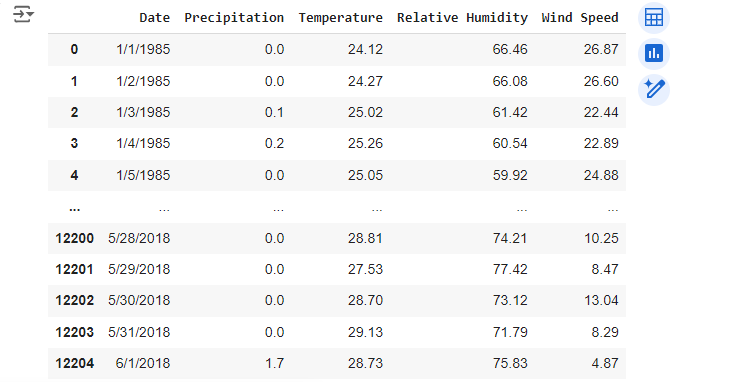 Date Precipitation Temperature Relative Humidity Wind Speed
0 1/1/1985 0.0 24.12 66.46 26.87
1 1/2/1985 0.0 24.27 66.08 26.60
2 1/3/1985 0.1 25.02 61.42 22.44
3 1/4/1985 0.2 25.26 60.54 22.89
4 1/5/1985 0.0 25.05 59.92 24.88
... ... ... ... ... ...
12200 5/28/2018 0.0 28.81 74.21 10.25
12201 5/29/2018 0.0 27.53 77.42 8.47
12202 5/30/2018 0.0 28.70 73.12 13.04
12203 5/31/2018 0.0 29.13 71.79 8.29
12204 6/1/2018 1.7 28.73 75.83 4.87